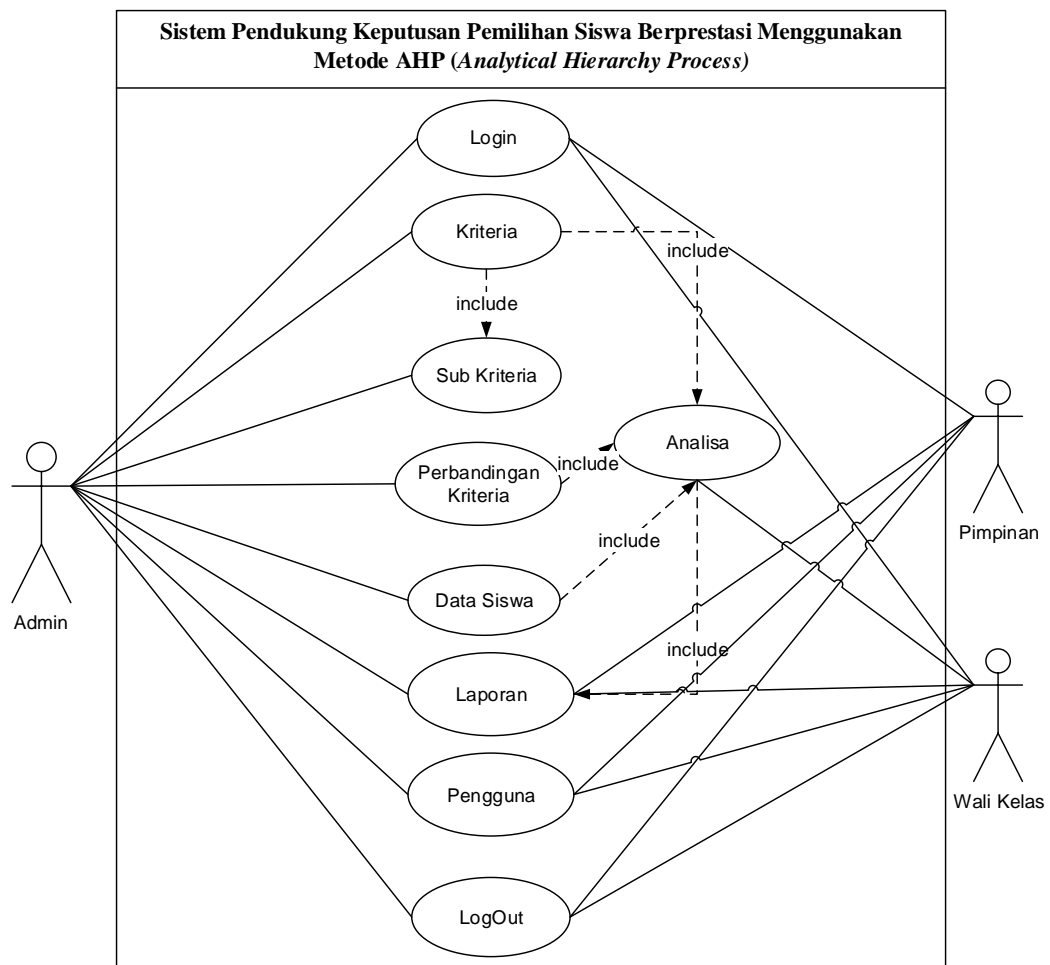 Sistem Pendukung Keputusan Pemilihan Siswa Berprestasi Menggunakan
Metode AHP (Analytical Hierarchy Process)
Login
Kriteria
include
include
Sub Kriteria
Analisa
Perbandingan
Kriteria
include
include
Data Siswa
include
Laporan
Pengguna
LogOut
Admin
Pimpinan
Wali Kelas